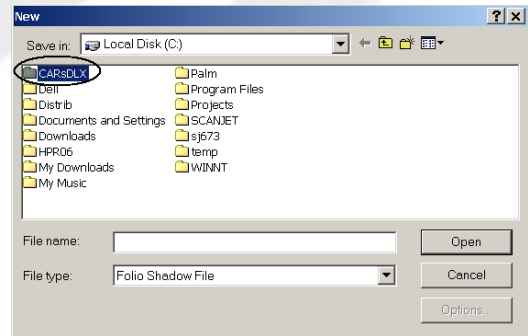 New
Save in: Local Disk (C:)
CARsDLX Palm
Dell Program Files
Distrib Projects
Documents and Settings SCANJET
Downloads sj673
HPR06 temp
My Downloads WINNT
My Music
File name: Open
File type: Folio Shadow File Cancel
Options...